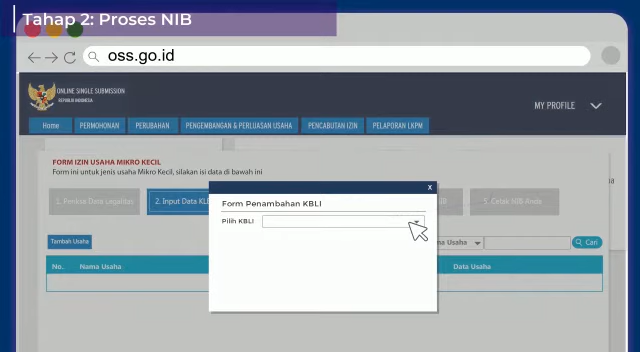 Tahap 2: Proses NIB
oss.go.id
ONLINE SINGLE SUBMISSION
REPUBLIK INDONESIA
MY PROFILE
Home PERMOHONAN PERUBAHAN PENGEMBANGAN & PERLUASAN USAHA PENCABUTAN IZIN PELAPORAN LKPM
FORM IZIN USAHA MIKRO KECIL
Form ini untuk jenis usaha Mikro Kecil, silakan isi data di bawah ini
1. Periksa Data Legalitas 2. Input Data 5. Cetak NIB Anda
x
Form Penambahan KBLI
Pilih KBLI
Tambah Usaha
Usaha
Cari
No. Nama Usaha Data Usaha